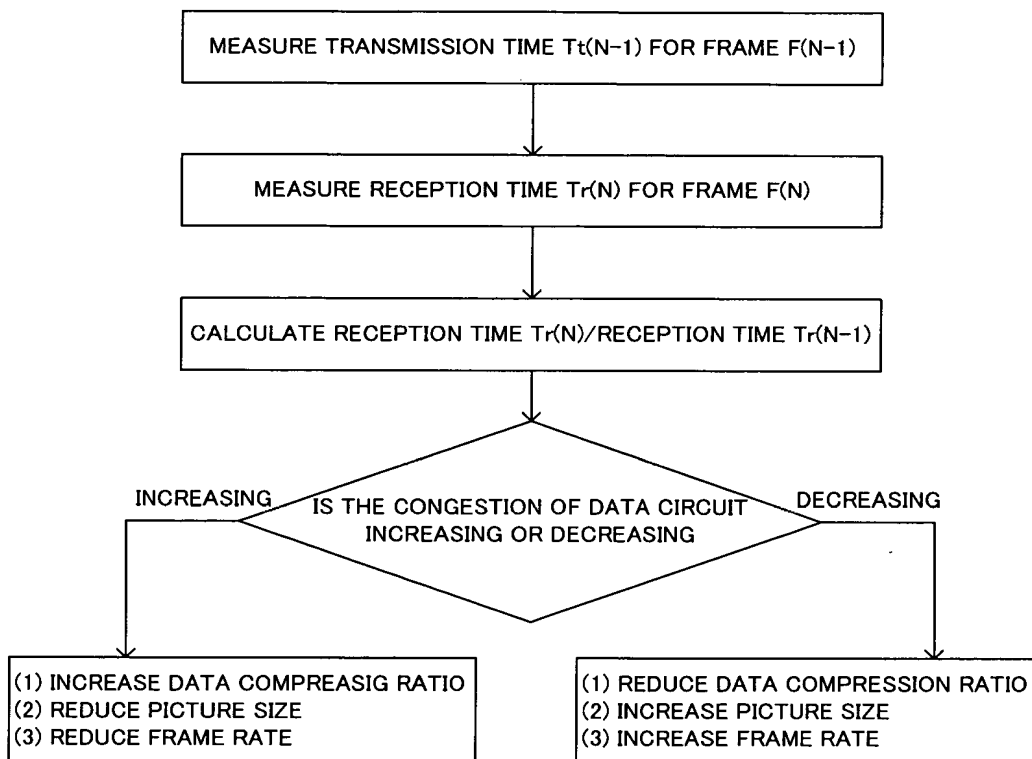 MEASURE TRANSMISSION TIME Tt(N-1) FOR FRAME F(N-1)
MEASURE RECEPTION TIME Tr(N) FOR FRAME F(N)
CALCULATE RECEPTION TIME Tr(N)/RECEPTION TIME Tr(N-1)
INCREASING
IS THE CONGESTION OF DATA CIRCUIT
INCREASING OR DECREASING
DECREASING
(1) INCREASE DATA COMPREASIG RATIO
(2) REDUCE PICTURE SIZE
(3) REDUCE FRAME RATE
(1) REDUCE DATA COMPRESSION RATIO
(2) INCREASE PICTURE SIZE
(3) INCREASE FRAME RATE